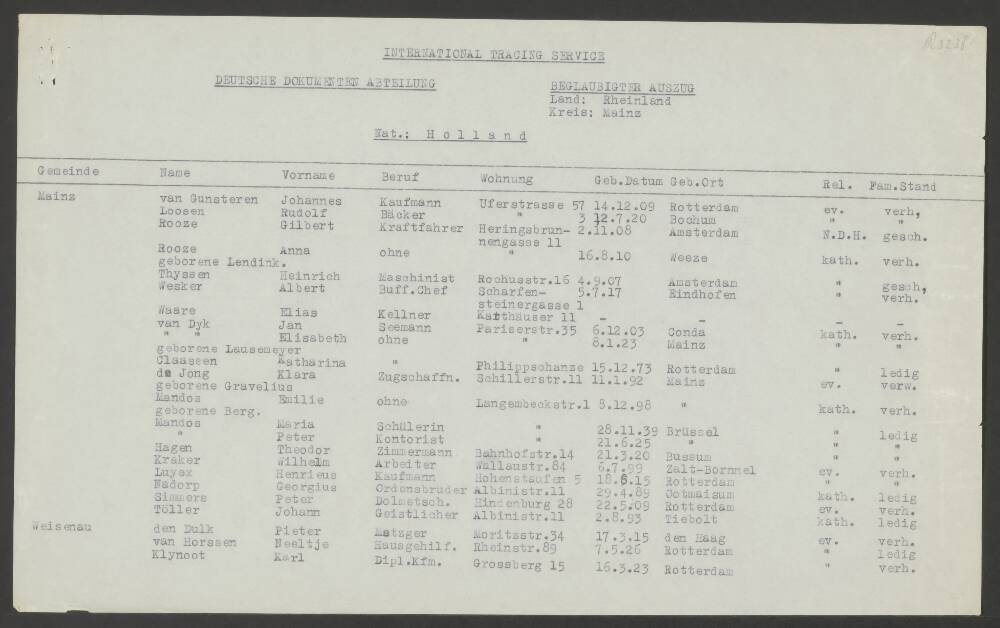 R 3238
INTERNATIONAL TRACING SERVICE
DEUTSCHE DOKUMENTEN ABTEILUNG BEGLAUBIGTER AUSZUG
Land: Rheinland
Kreis: Mainz
Nat.: H o l l a n d
Gemeinde Name Vorname Beruf Wohnung Geb.Datum Geb.Ort Rel. Fam.Stand
Mainz van Gunsteren Johannes Kaufmann Uferstrasse 57 14.12.09 Rotterdam ev. verh,
Loosen Rudolf Bäcker " 3 12.7.20 Bochum " "
Rooze Gilbert Kraftfahrer Heringsbrun- 2.11.08 Amsterdam N.D.H. gesch.
nengasse 11
Rooze Anna ohne " 16.8.10 Weeze kath. verh.
geborene Lendink.
Thyssen Heinrich Maschinist Rochusstr.16 4.9.07 Amsterdam " gesch,
Wesker Albert Buff.Chef Scharfen- 5.7.17 Eindhofen " verh.
steinergasse 1
Waare Elias Kellner Karthäuser 11 - - - -
van Dyk Jan Seemann Pariserstr.35 6.12.03 Conda kath. verh.
" " Elisabeth ohne " 8.1.23 Mainz " "
geborene Lausemeyer
Claassen Katharina " Philippschanze 15.12.73 Rotterdam " ledig
de Jong Klara Zugschaffn. Schillerstr.11 11.1.92 Mainz ev. verw.
geborene Gravelius
Mandos Emilie ohne Langembeckstr.1 8.12.98 " kath. verh.
geborene Berg.
Mandos Maria Schülerin " 28.11.39 Brüssel " ledig
" Peter Kontorist " 21.6.25 " " "
Hagen Theodor Zimmermann Bahnhofstr.14 21.3.20 Bussum " "
Kraker Wilhelm Arbeiter Wallaustr.84 6.7.99 Zalt-Bornmel ev. verh.
Luyex Henrieus Kaufmann Hohenstaufen 5 18.6.15 Rotterdam " "
Nadorp Georgius Ordensbruder Albinistr.11 29.4.89 Ootmaisum kath. ledig
Simmers Peter Dolmetsch. Hindenburg 28 22.5.09 Rotterdam ev. verh.
Töller Johann Geistlicher Albinistr.11 2.8.93 Tiebolt kath. ledig
Weisenau den Dulk Pieter Metzger Moritzstr.34 17.3.15 den Haag ev. verh.
van Horssen Neeltje Hausgehilf. Rheinstr.89 7.5.26 Rotterdam " ledig
Klynoot Karl Dipl.Kfm. Grossberg 15 16.3.23 Rotterdam " verh.